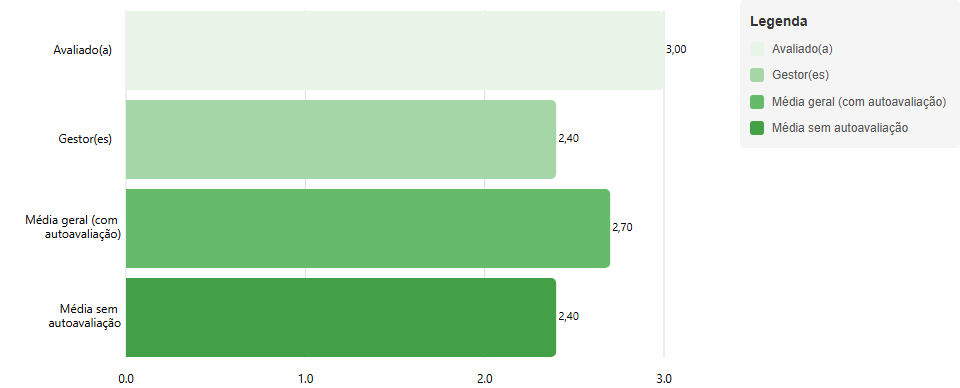 Avaliado(a)
3,00
Gestor(es)
2,40
Média geral (com
autoavaliação)
2,70
Média sem
autoavaliação
2,40
0.0
1.0
2.0
3.0
Legenda
Avaliado(a)
Gestor(es)
Média geral (com autoavaliação)
Média sem autoavaliação